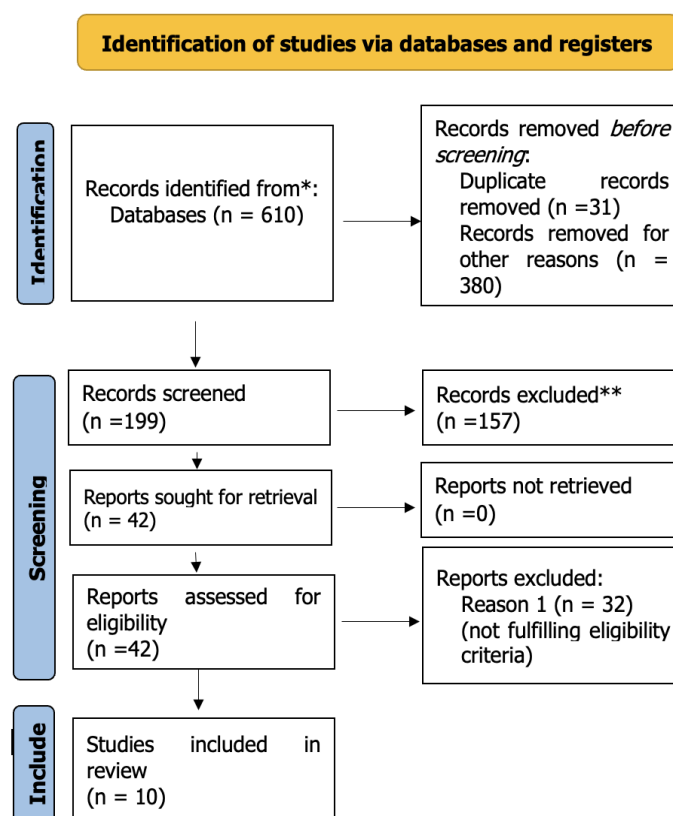 Identification of studies via databases and registers
Identification
Records identified from*:
Databases (n = 610)
Records removed before
screening:
Duplicate records
removed (n =31)
Records removed for
other reasons (n =
380)
Screening
Records screened
(n =199)
Records excluded**
(n =157)
Reports sought for retrieval
(n = 42)
Reports not retrieved
(n =0)
Reports assessed for
eligibility
(n =42)
Reports excluded:
Reason 1 (n = 32)
(not fulfilling eligibility
criteria)
Include
Studies included in
review
(n = 10)